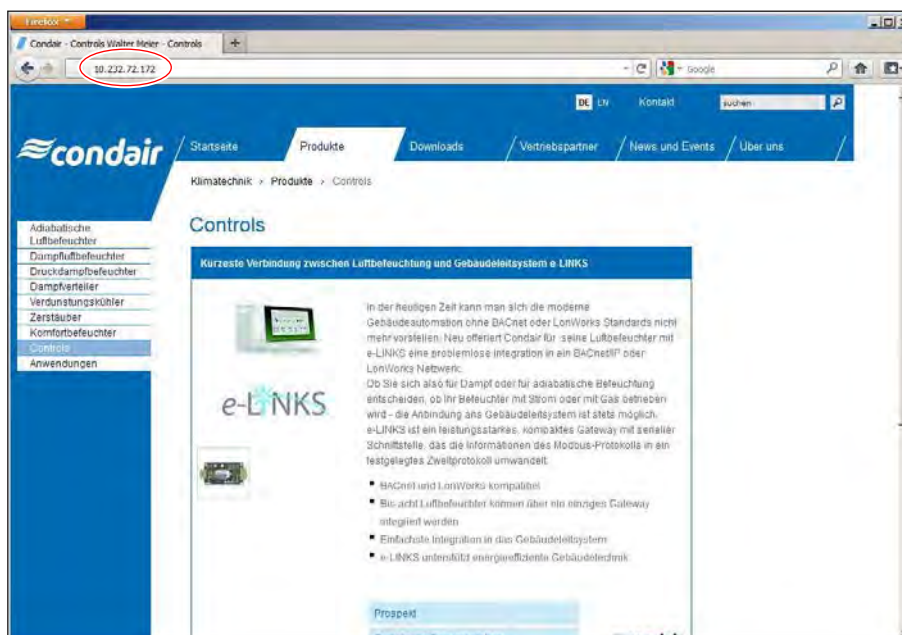 Firefox
Condair - Controls Walter Meier - Controls
10.232.72.172
Google
DE EN Kontakt suchen
condair
Startseite Produkte Downloads Vertriebspartner News und Events Über uns
Klimatechnik > Produkte > Controls
Adiabatische
Luftbefeuchter
Dampfluftbefeuchter
Druckdampfbefeuchter
Dampfverteiler
Verdunstungskühler
Zerstäuber
Komfortbefeuchter
Controls
Anwendungen
Controls
Kürzeste Verbindung zwischen Luftbefeuchtung und Gebäudeleitsystem e-LINKS
In der heutigen Zeit kann man sich die moderne
Gebäudeautomation ohne BACnet oder LonWorks Standards nicht
mehr vorstellen. Neu offeriert Condair für seine Luftbefeuchter mit
e-LINKS eine problemlose Integration in ein BACnet/IP oder
LonWorks Netzwerk.
Ob Sie sich also für Dampf oder für adiabatische Befeuchtung
entscheiden, ob Ihr Befeuchter mit Strom oder mit Gas betrieben
wird - die Anbindung ans Gebäudeleitsystem ist stets möglich.
e-LINKS ist ein leistungsstarkes, kompaktes Gateway mit serieller
Schnittstelle, das die Informationen des Modbus-Protokolls in ein
festgelegtes Zweitprotokoll umwandelt.
e-LINKS
BACnet und LonWorks kompatibel
Bis acht Luftbefeuchter können über ein einziges Gateway
integriert werden
Einfachste Integration in das Gebäudeleitsystem
e-LINKS unterstützt energieeffiziente Gebäudetechnik
Prospekt